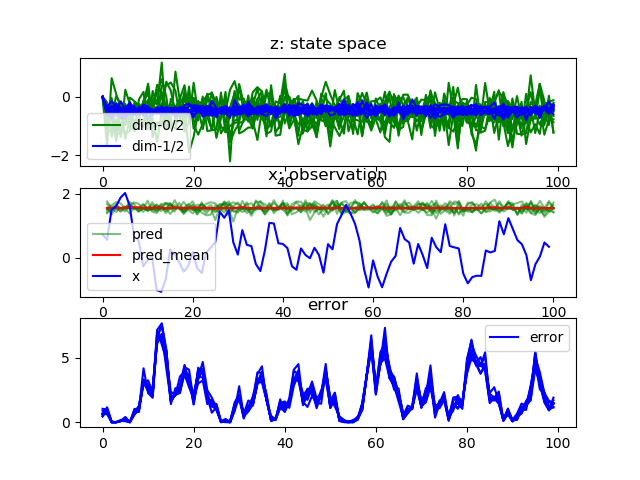 z: state space
0
−2
dim-0/2
dim-1/2
0 20 40 60 80 100
x: observation
2
0
pred
pred_mean
x
0 20 40 60 80 100
error
5
0
error
0 20 40 60 80 100